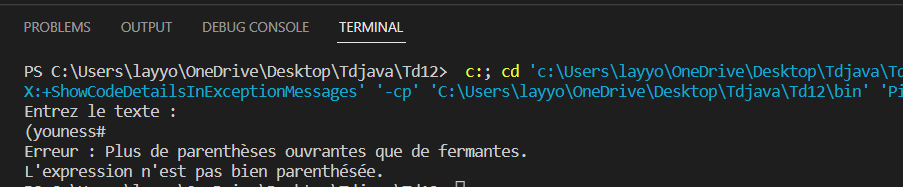 PROBLEMS OUTPUT DEBUG CONSOLE TERMINAL
PS C:\Users\layyo\OneDrive\Desktop\Tdjava\Td12> c:; cd 'c:\Users\layyo\OneDrive\Desktop\Tdjava\Td
X:+ShowCodeDetailsInExceptionMessages' '-cp' 'C:\Users\layyo\OneDrive\Desktop\Tdjava\Td12\bin' 'Pi
Entrez le texte :
(youness#
Erreur : Plus de parenthèses ouvrantes que de fermantes.
L'expression n'est pas bien parenthésée.